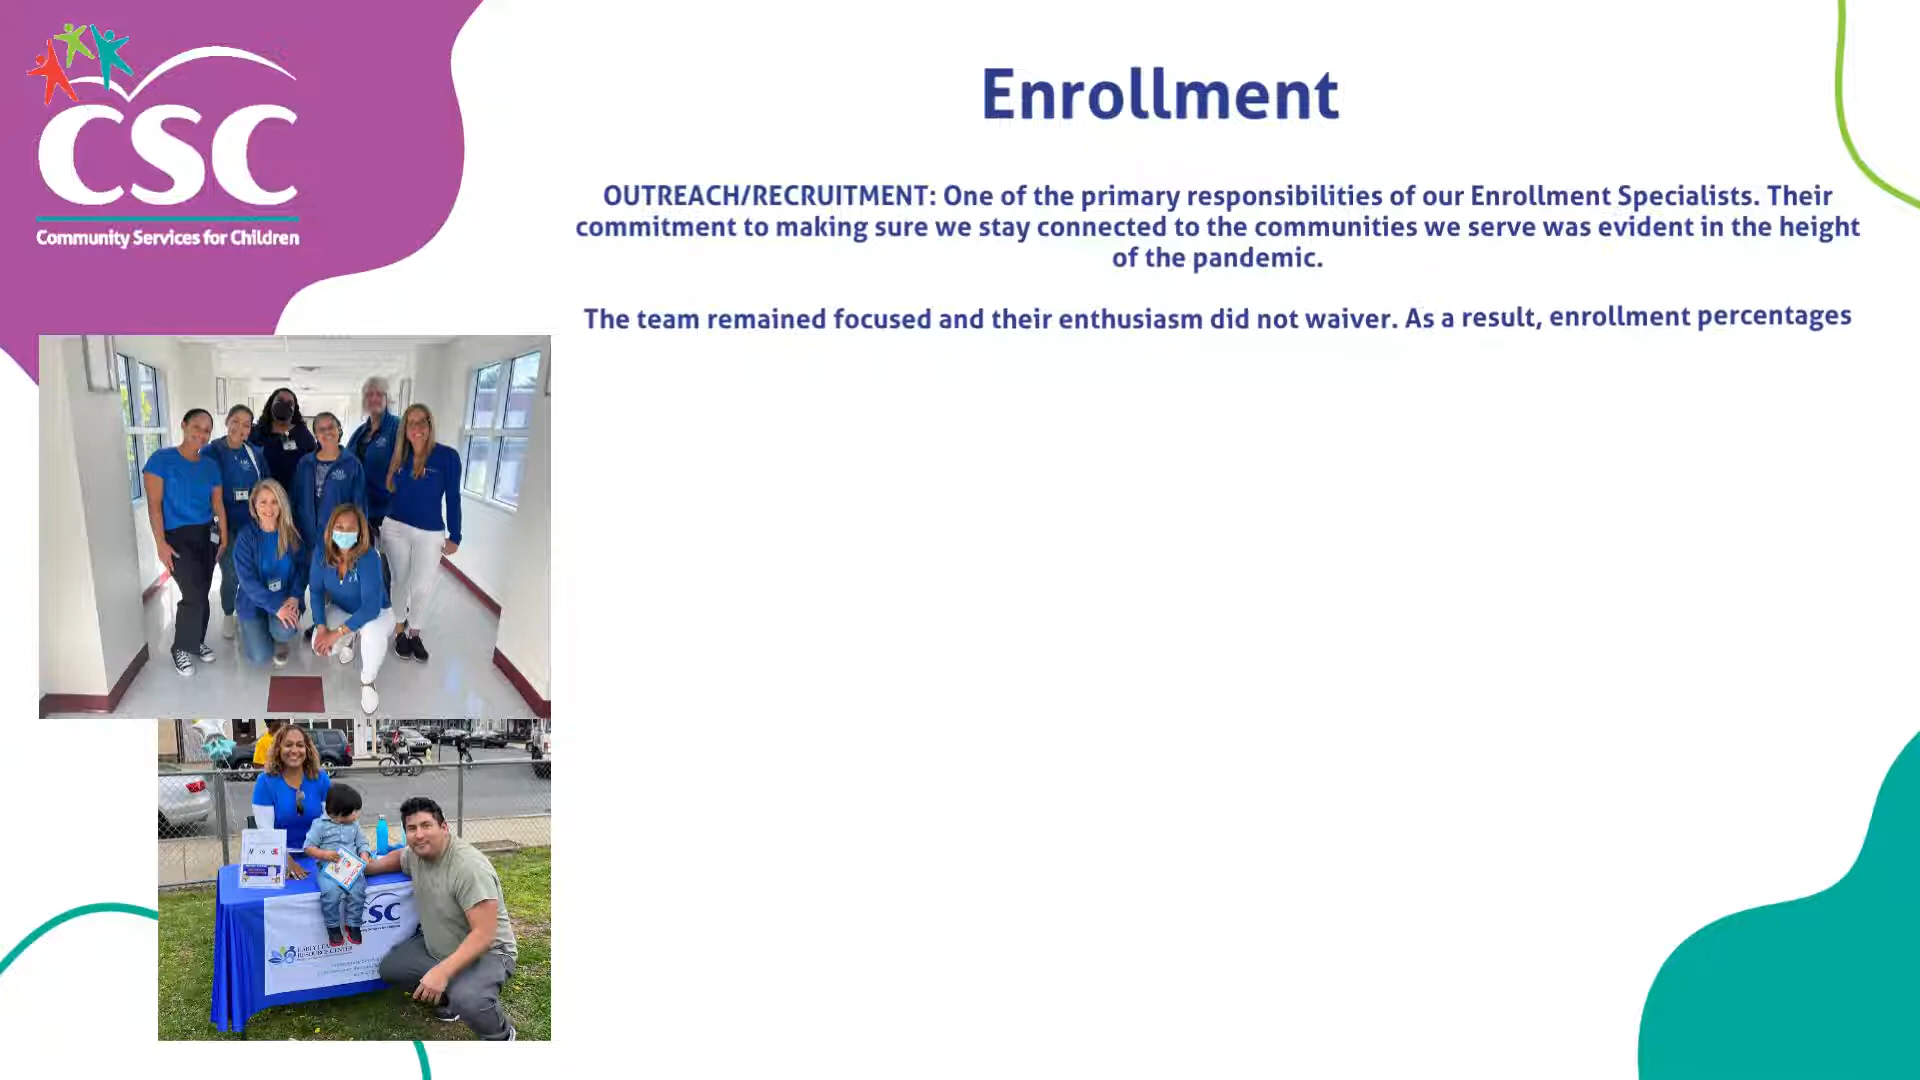 CSC
Community Services for Children
Enrollment
OUTREACH/RECRUITMENT: One of the primary responsibilities of our Enrollment Specialists. Their
commitment to making sure we stay connected to the communities we serve was evident in the height
of the pandemic.
The team remained focused and their enthusiasm did not waiver. As a result, enrollment percentages
CSC
RESOURCE CENTER